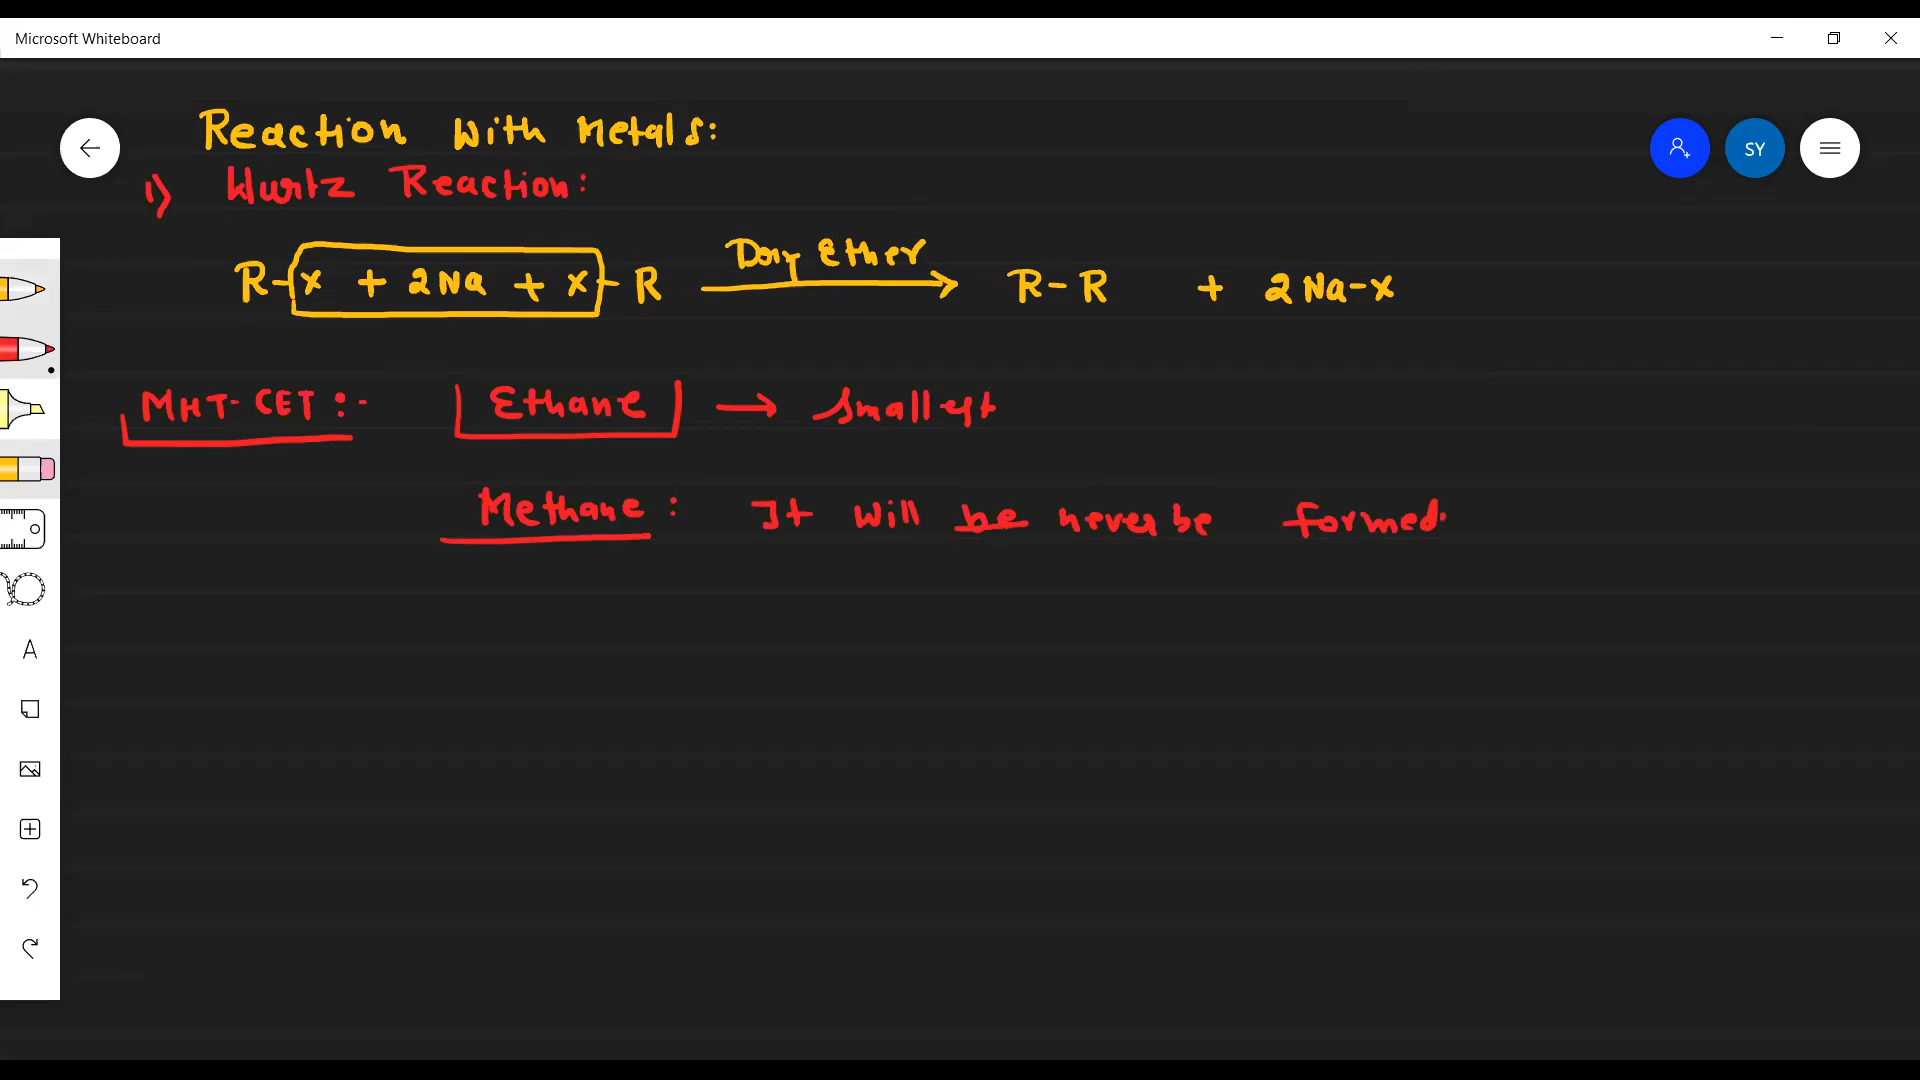 Microsoft Whiteboard
Reaction With Metals:
SY
1) Wurtz Reaction:
R-x + 2Na + x-R Dry Ether → R-R + 2Na-x
MHT-CET :- Ethane → Smallest
Methane: It will be never be formed.
A